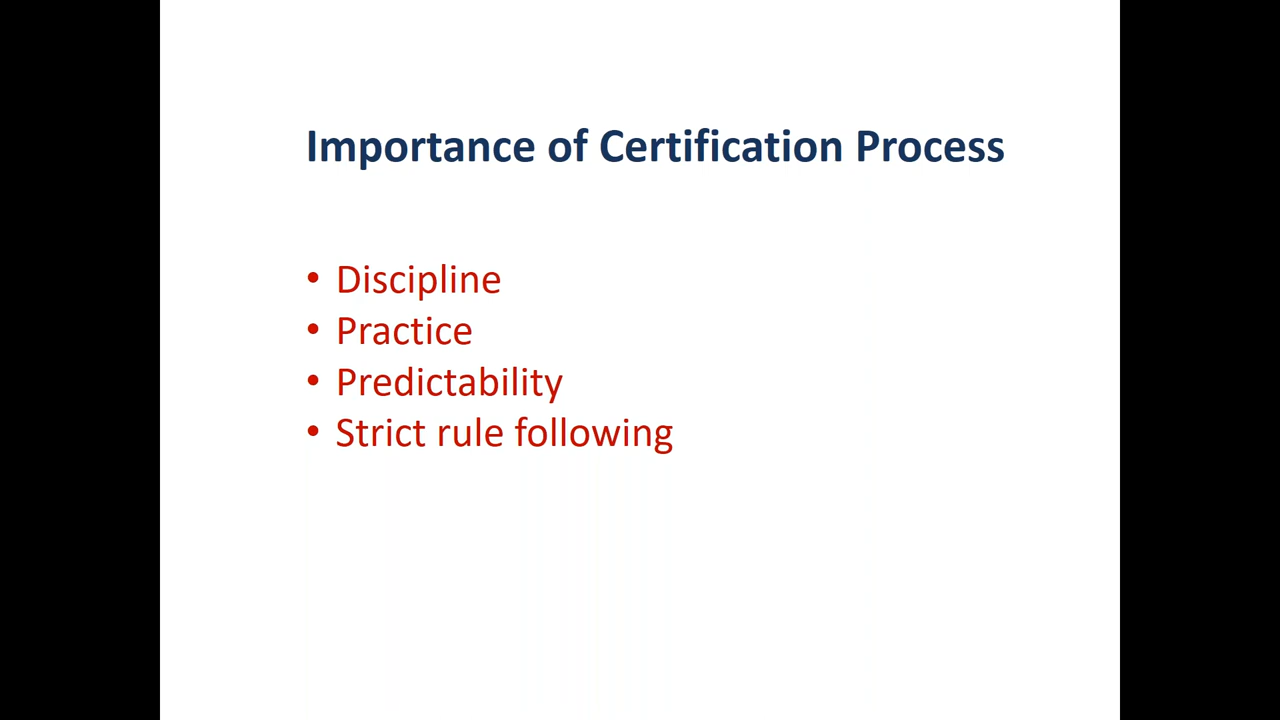 Importance of Certification Process
• Discipline
• Practice
• Predictability
• Strict rule following